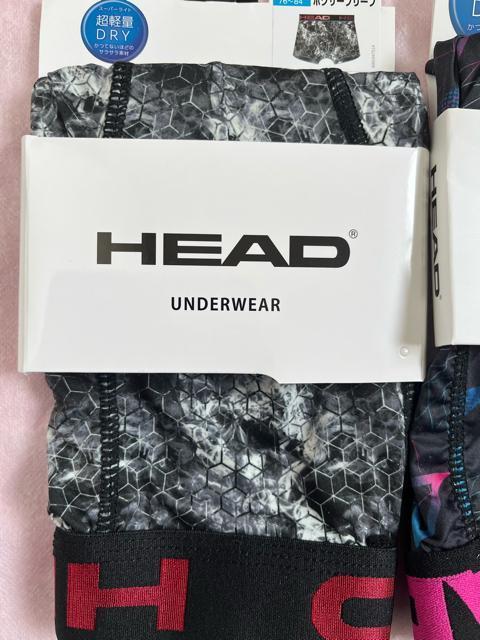 スーパーライト
超軽量
DRY
かつてないほどの
サラサラ素材
76~84
ボクサーブリーフ
HEAD
HEAD®
UNDERWEAR
HEAD
D
H